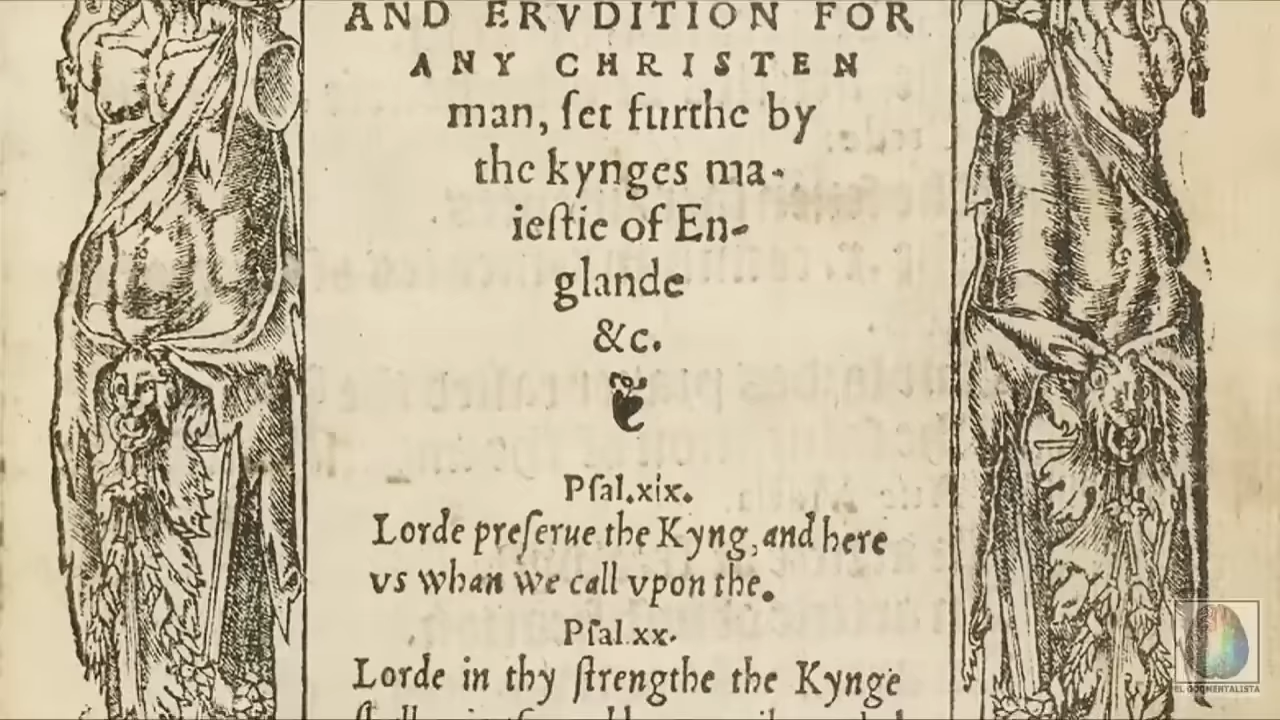 AND ERVDITION FOR
ANY CHRISTEN
man, ſet furthe by
the kynges ma-
ieſtie of En-
glande
&c.
Pſal.xix.
Lorde preſerue the Kyng, and here
vs whan we call vpon the.
Pſal.xx.
Lorde in thy ſtrengthe the Kynge
EL DOCUMENTALISTA